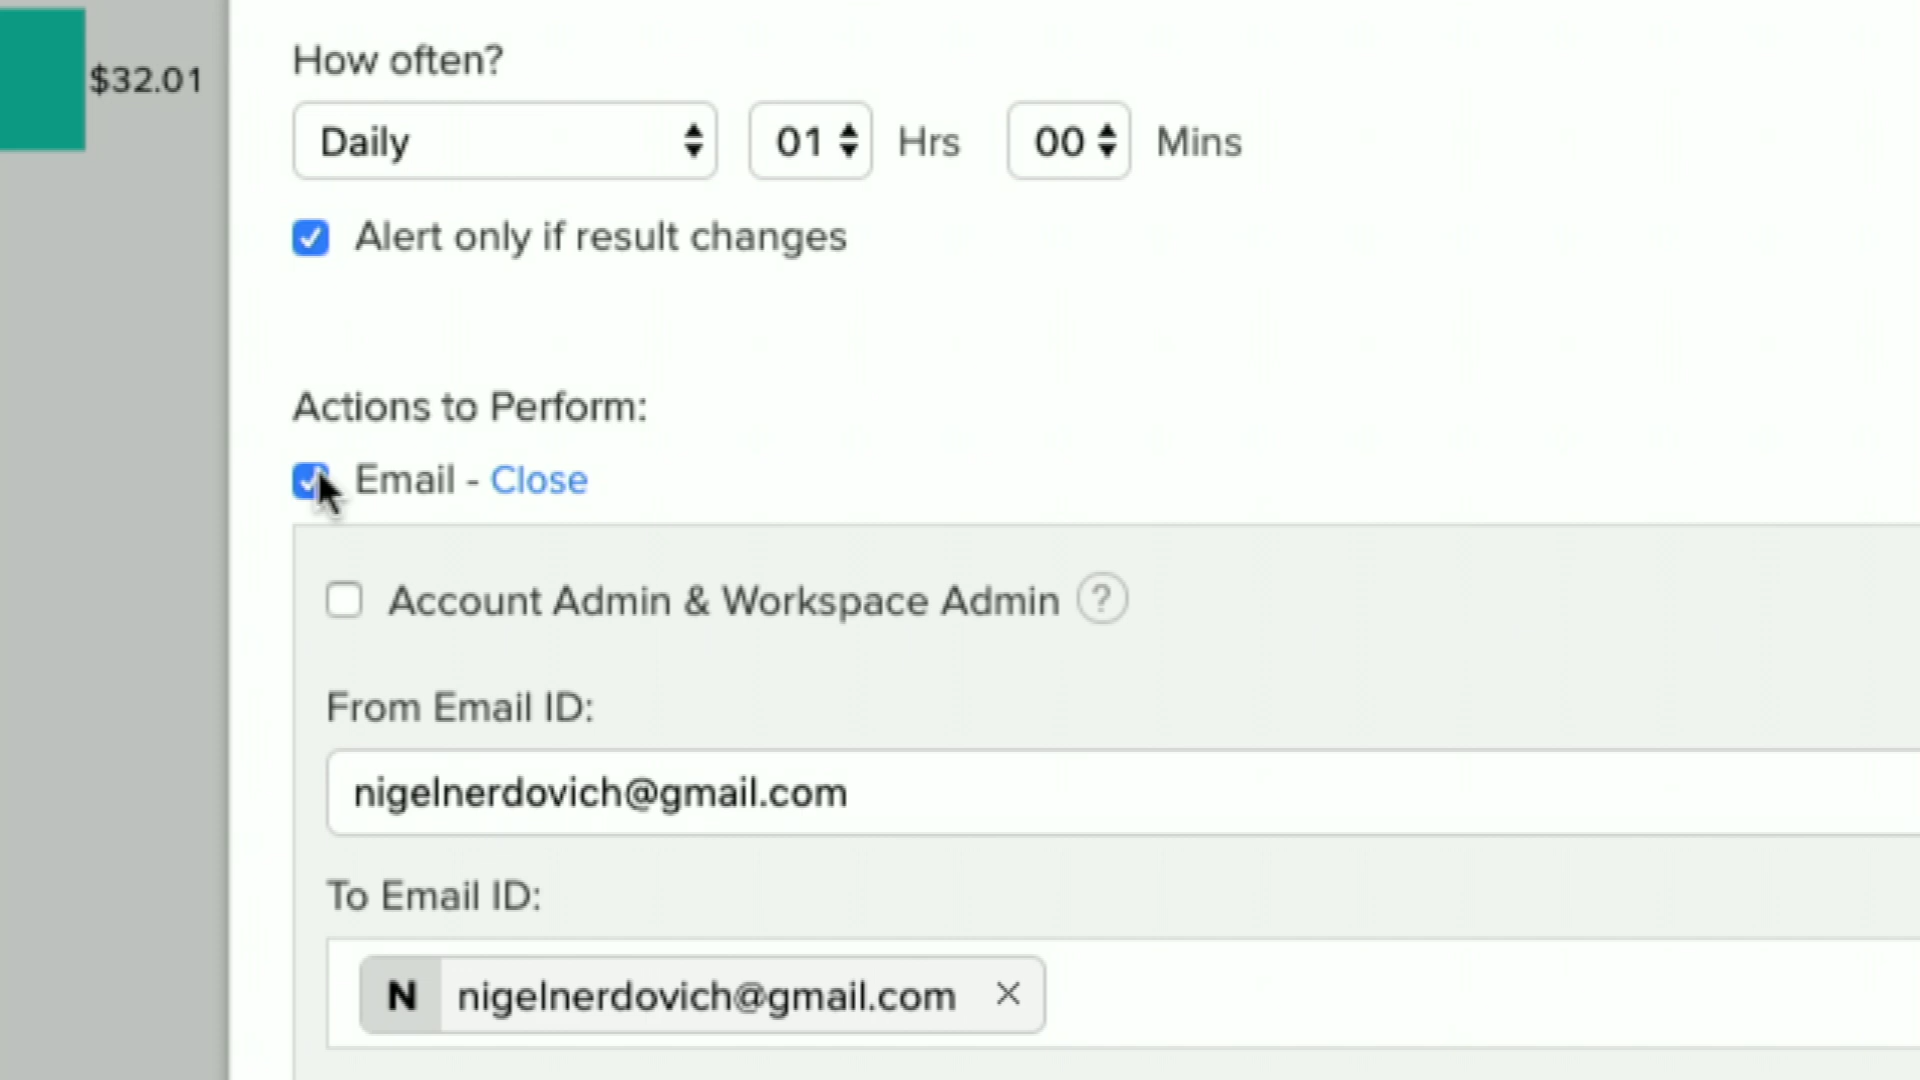 $32.01
How often?
Daily 01 Hrs 00 Mins
Alert only if result changes
Actions to Perform:
Email - Close
Account Admin & Workspace Admin ?
From Email ID:
nigelnerdovich@gmail.com
To Email ID:
N nigelnerdovich@gmail.com ×